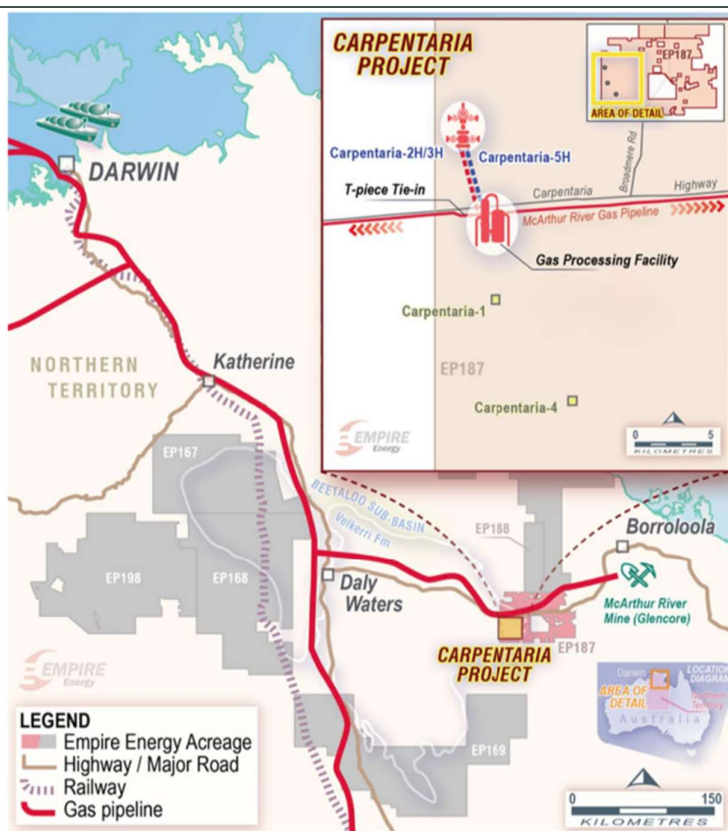 CARPENTARIA
PROJECT
EP187
AREA OF DETAIL
Carpentaria-2H/3H
Carpentaria-5H
Broadmere Rd
T-piece Tie-in
Carpentaria
Highway
McArthur River Gas Pipeline
Gas Processing Facility
Carpentaria-1
EP187
Carpentaria-4
EMPIRE
Energy
0 5
KILOMETRES
DARWIN
NORTHERN
TERRITORY
Katherine
EP167
BEETALOO SUB-BASIN
Velkerri Fm
EP188
Borroloola
EP198
EP168
Daly
Waters
McArthur River
Mine (Glencore)
EP187
CARPENTARIA
PROJECT
EMPIRE
Energy
EP169
Darwin
LOCATION
DIAGRAM
AREA OF
DETAIL
Northern
Territory
Australia
LEGEND
Empire Energy Acreage
Highway / Major Road
Railway
Gas pipeline
0 150
KILOMETRES